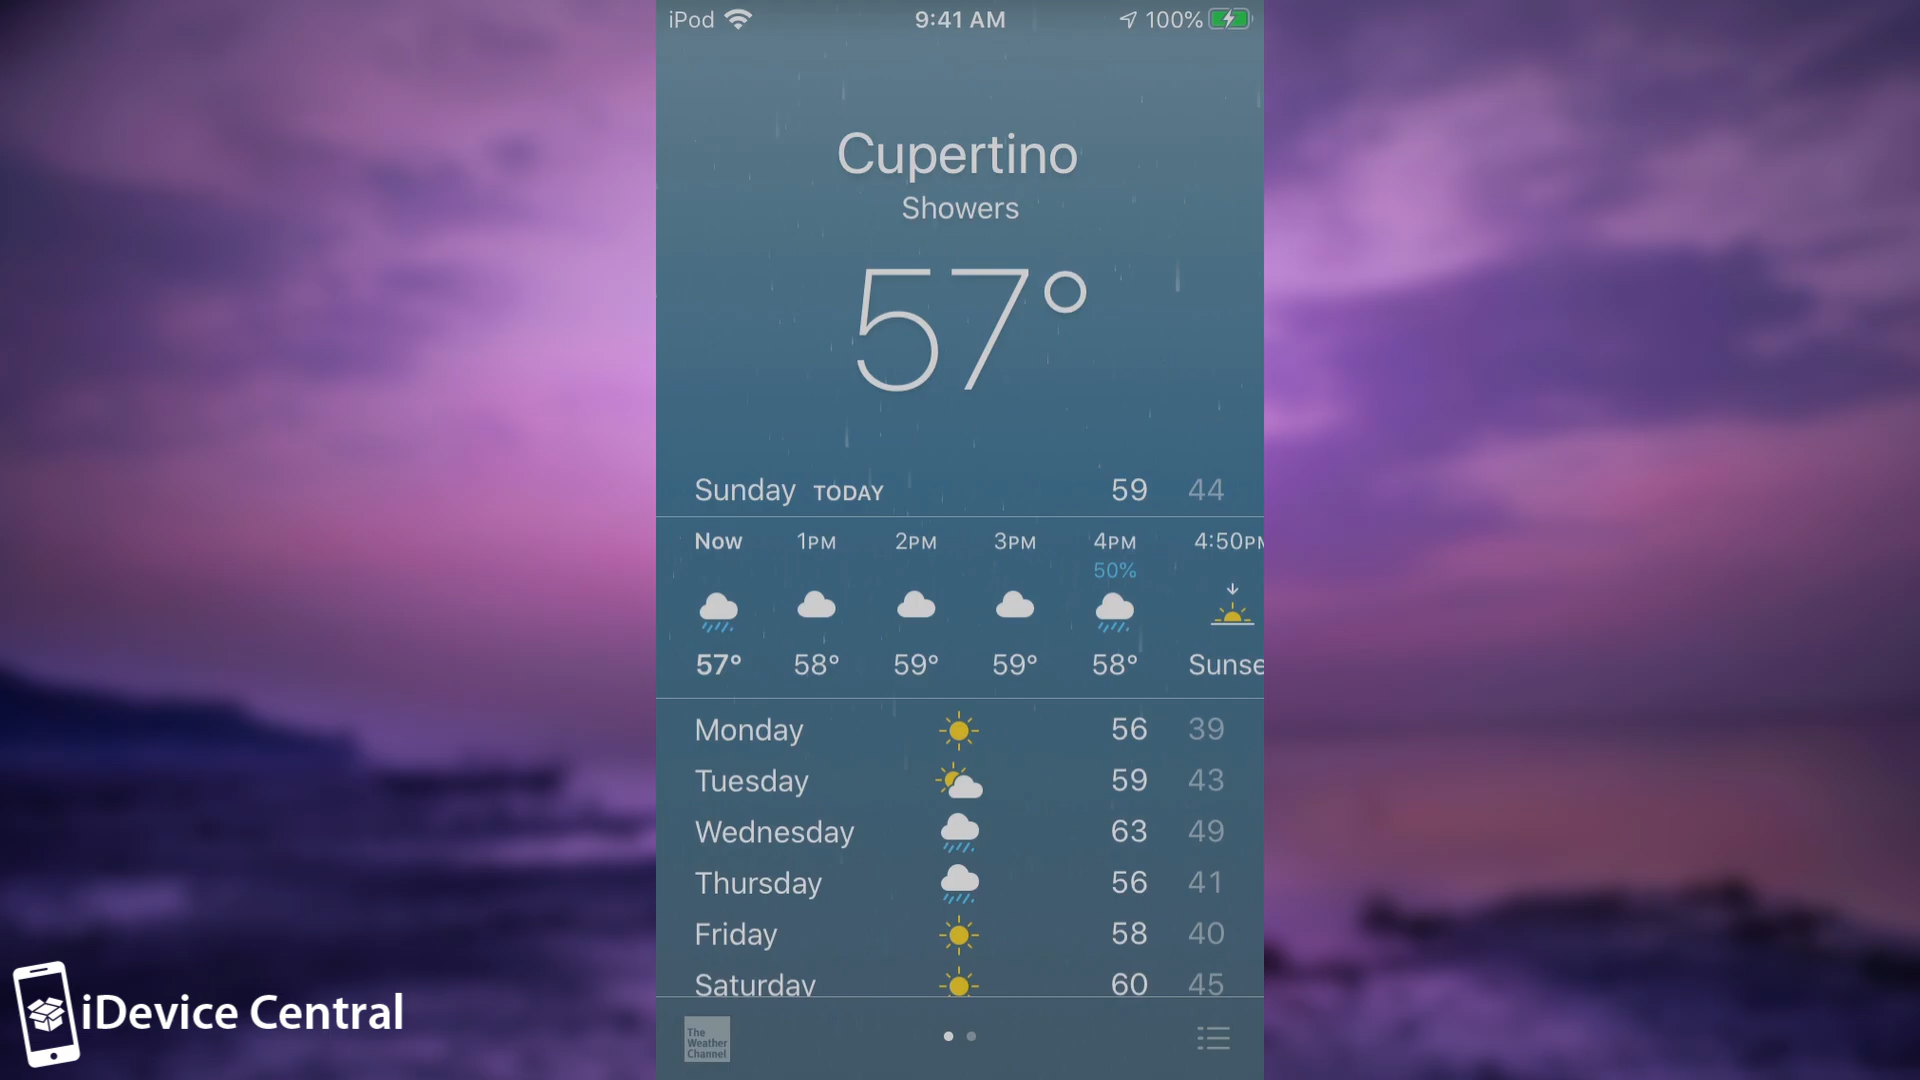 iPod 9:41 AM 100%
Cupertino
Showers
57°
Sunday TODAY 59 44
Now 1PM 2PM 3PM 4PM 4:50PM
50%
57° 58° 59° 59° 58° Sunse
Monday 56 39
Tuesday 59 43
Wednesday 63 49
Thursday 56 41
Friday 58 40
Saturday 60 45
The
Weather
Channel
iDevice Central